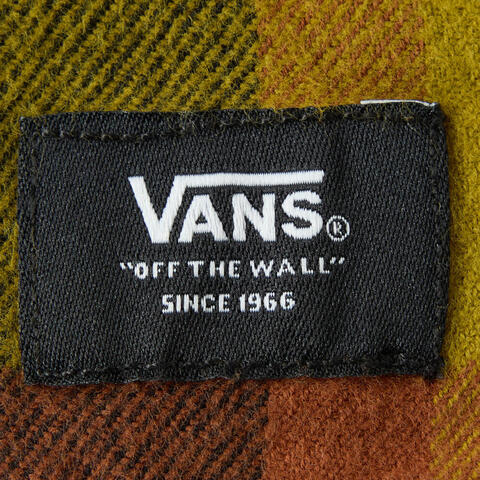 VANS®
"OFF THE WALL"
SINCE 1966